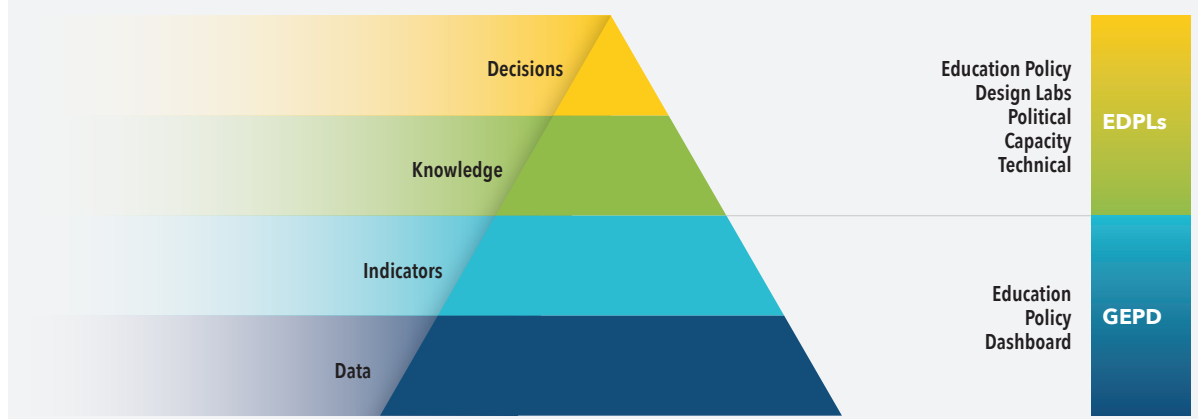 Decisions
Knowledge
Indicators
Data
Education Policy
Design Labs
Political
Capacity
Technical
EDPLs
Education
Policy
Dashboard
GEPD